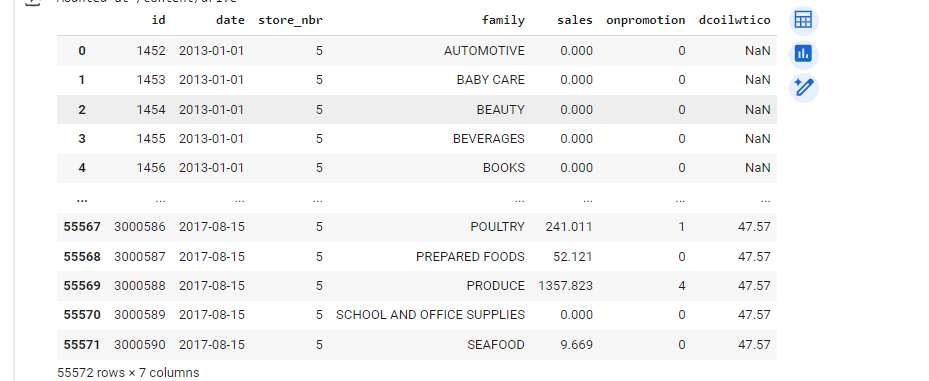 Mounted at /content/drive
id date store_nbr family sales onpromotion dcoilwtico
0 1452 2013-01-01 5 AUTOMOTIVE 0.000 0 NaN
1 1453 2013-01-01 5 BABY CARE 0.000 0 NaN
2 1454 2013-01-01 5 BEAUTY 0.000 0 NaN
3 1455 2013-01-01 5 BEVERAGES 0.000 0 NaN
4 1456 2013-01-01 5 BOOKS 0.000 0 NaN
... ... ... ... ... ... ... ...
55567 3000586 2017-08-15 5 POULTRY 241.011 1 47.57
55568 3000587 2017-08-15 5 PREPARED FOODS 52.121 0 47.57
55569 3000588 2017-08-15 5 PRODUCE 1357.823 4 47.57
55570 3000589 2017-08-15 5 SCHOOL AND OFFICE SUPPLIES 0.000 0 47.57
55571 3000590 2017-08-15 5 SEAFOOD 9.669 0 47.57
55572 rows × 7 columns